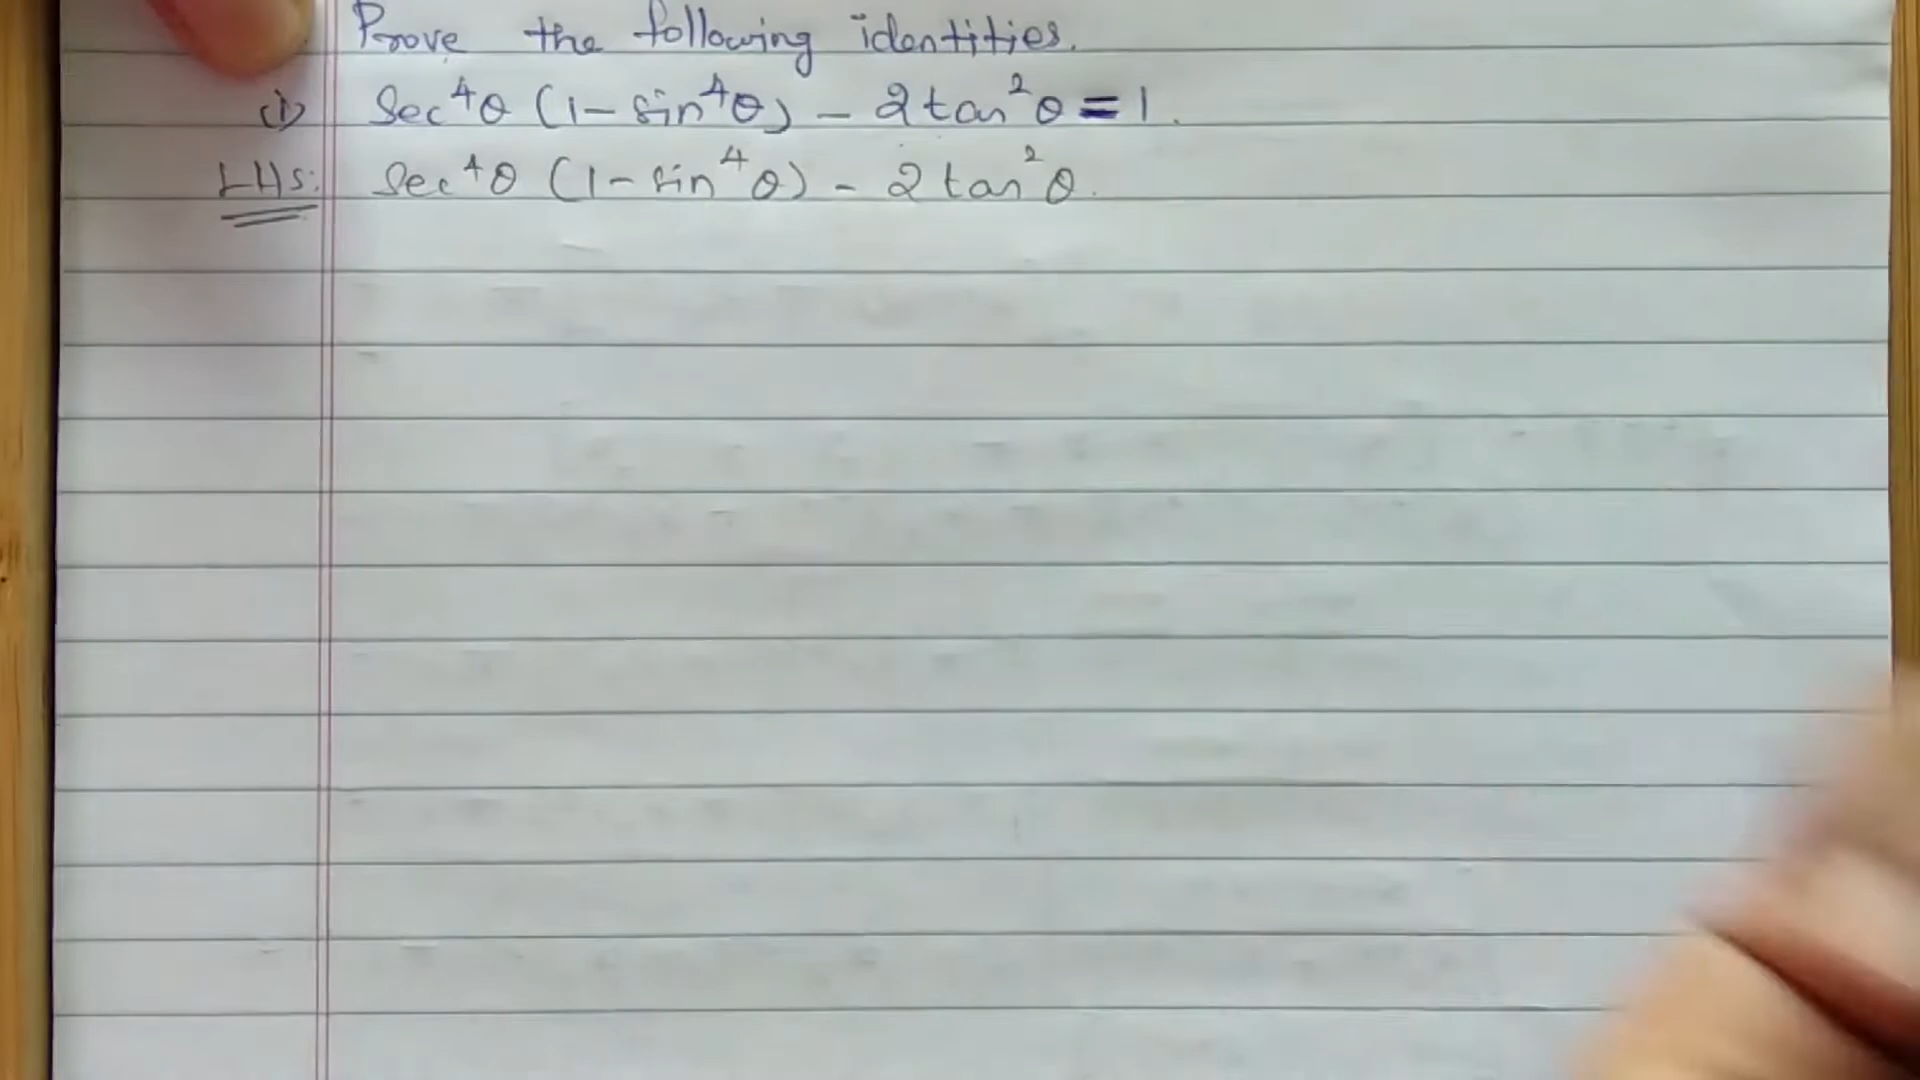 Prove the following identities.
(i) Sec⁴θ (1 - sin⁴θ) - 2tan²θ = 1.
LHS: Sec⁴θ (1 - sin⁴θ) - 2tan²θ.